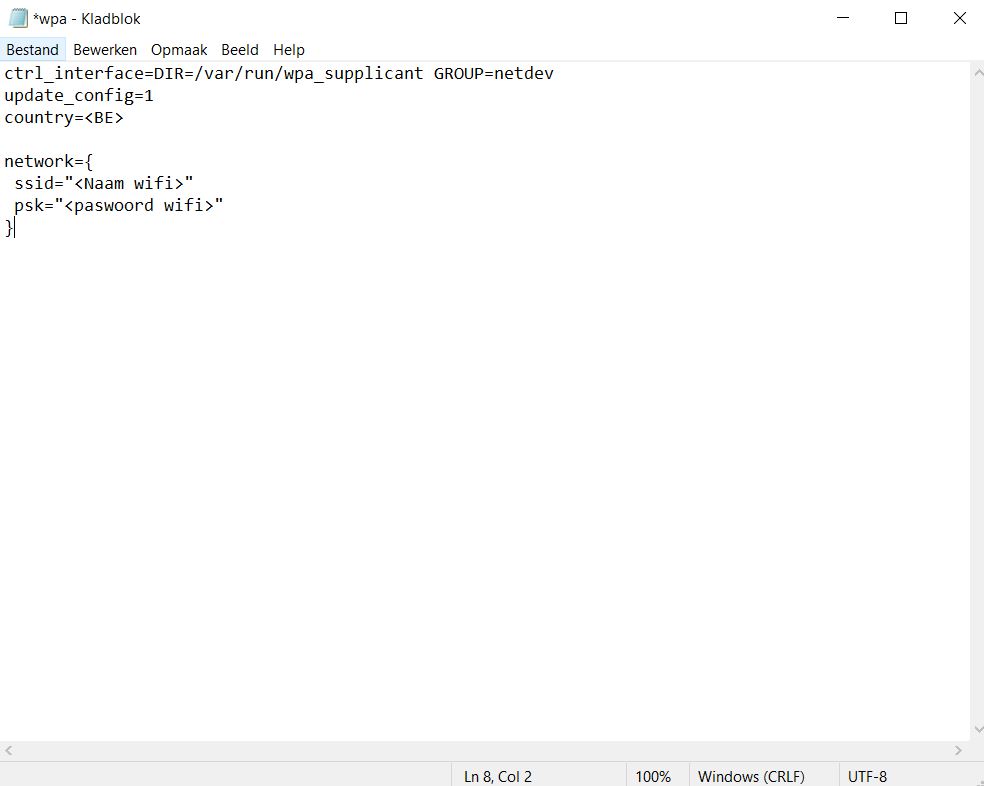 *wpa - Kladblok
Bestand Bewerken Opmaak Beeld Help
ctrl_interface=DIR=/var/run/wpa_supplicant GROUP=netdev
update_config=1
country=<BE>
network={
ssid="<Naam wifi>"
psk="<paswoord wifi>"
}
Ln 8, Col 2 100% Windows (CRLF) UTF-8